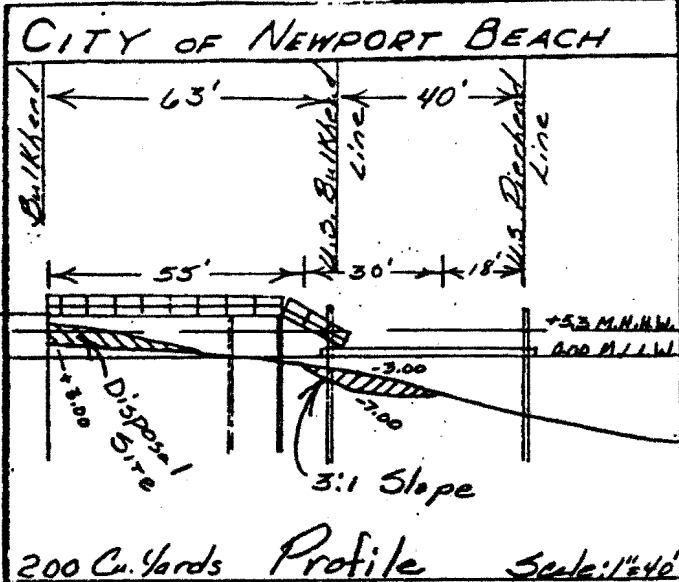 CITY OF NEWPORT BEACH
63'
40'
Bulkhead
U.S. Bulkhead
Line
U.S. Pierhead
Line
55'
30'
18'
+5.3 M.H.H.W.
0.00 M.L.L.W.
-3.00
-7.00
+3.00
Disposal
Site
3:1 Slope
200 Cu. Yards
Profile
Scale: 1"=40'